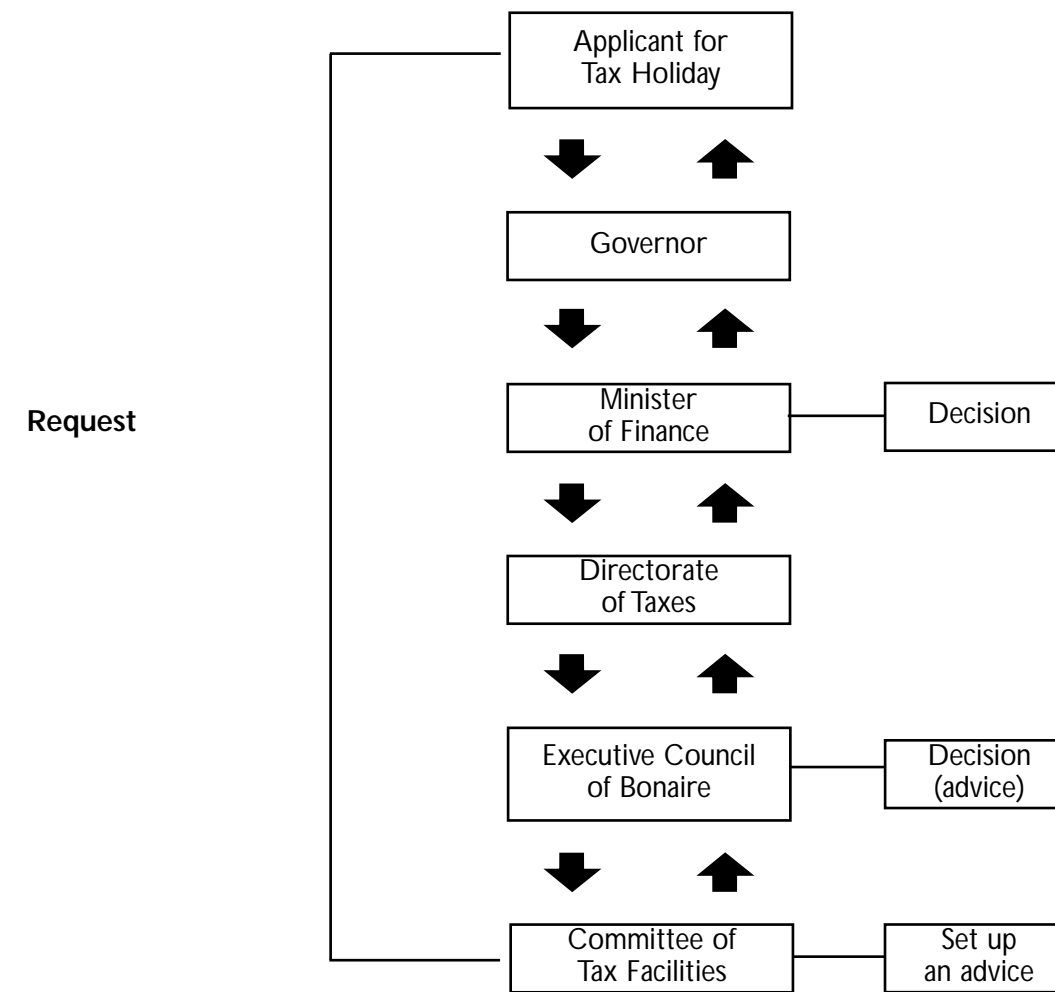 Applicant for
Tax Holiday
Governor
Request
Minister
of Finance
Decision
Directorate
of Taxes
Executive Council
of Bonaire
Decision
(advice)
Committee of
Tax Facilities
Set up
an advice